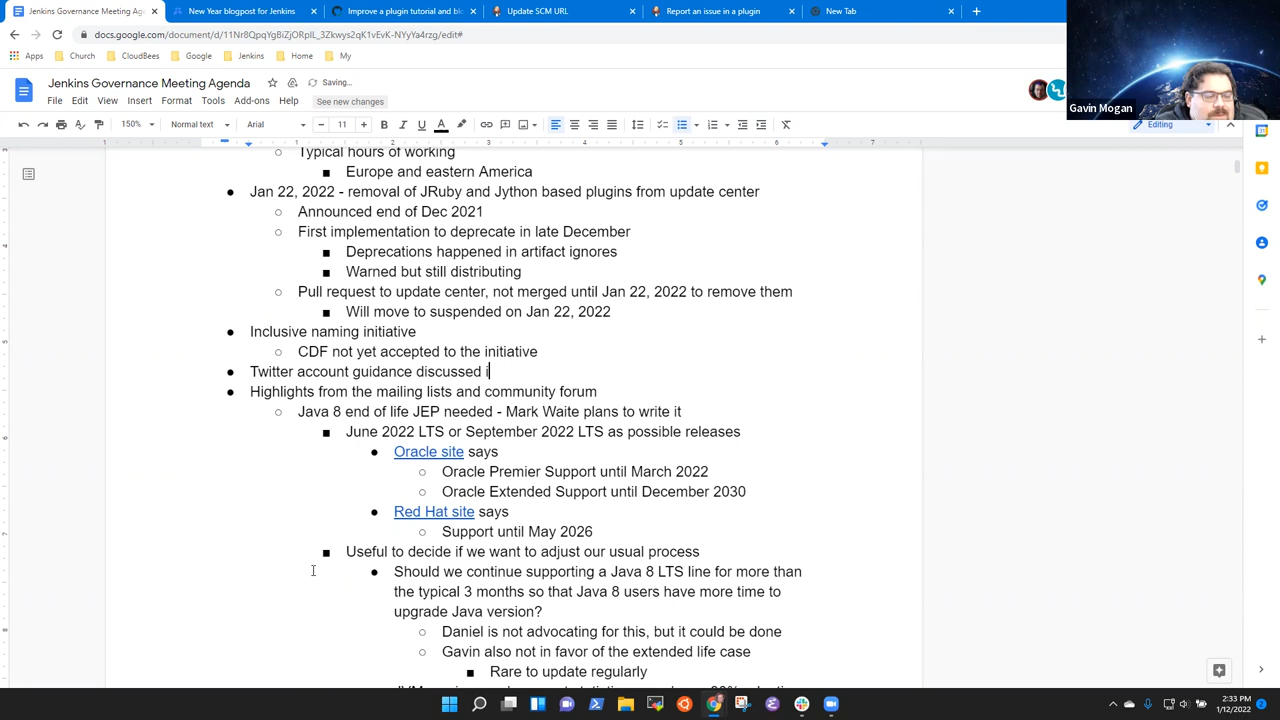 Jenkins Governance Meeting Agenda
New Year blogpost for Jenkins
Improve a plugin tutorial and blo
Update SCM URL
Report an issue in a plugin
New Tab
docs.google.com/document/d/11Nr8QpqYgBiZjORpIL_3Zkwys2qK1vEvK-NYyYa4rzg/edit#
Apps
Church
CloudBees
Google
Jenkins
Home
My
Gavin Mogan
Jenkins Governance Meeting Agenda
Saving...
File Edit View Insert Format Tools Add-ons Help
See new changes
150% Normal text Arial 11
Editing
Typical hours of working
Europe and eastern America
Jan 22, 2022 - removal of JRuby and Jython based plugins from update center
Announced end of Dec 2021
First implementation to deprecate in late December
Deprecations happened in artifact ignores
Warned but still distributing
Pull request to update center, not merged until Jan 22, 2022 to remove them
Will move to suspended on Jan 22, 2022
Inclusive naming initiative
CDF not yet accepted to the initiative
Twitter account guidance discussed i
Highlights from the mailing lists and community forum
Java 8 end of life JEP needed - Mark Waite plans to write it
June 2022 LTS or September 2022 LTS as possible releases
Oracle site says
Oracle Premier Support until March 2022
Oracle Extended Support until December 2030
Red Hat site says
Support until May 2026
Useful to decide if we want to adjust our usual process
Should we continue supporting a Java 8 LTS line for more than
the typical 3 months so that Java 8 users have more time to
upgrade Java version?
Daniel is not advocating for this, but it could be done
Gavin also not in favor of the extended life case
Rare to update regularly
2:33 PM
1/12/2022